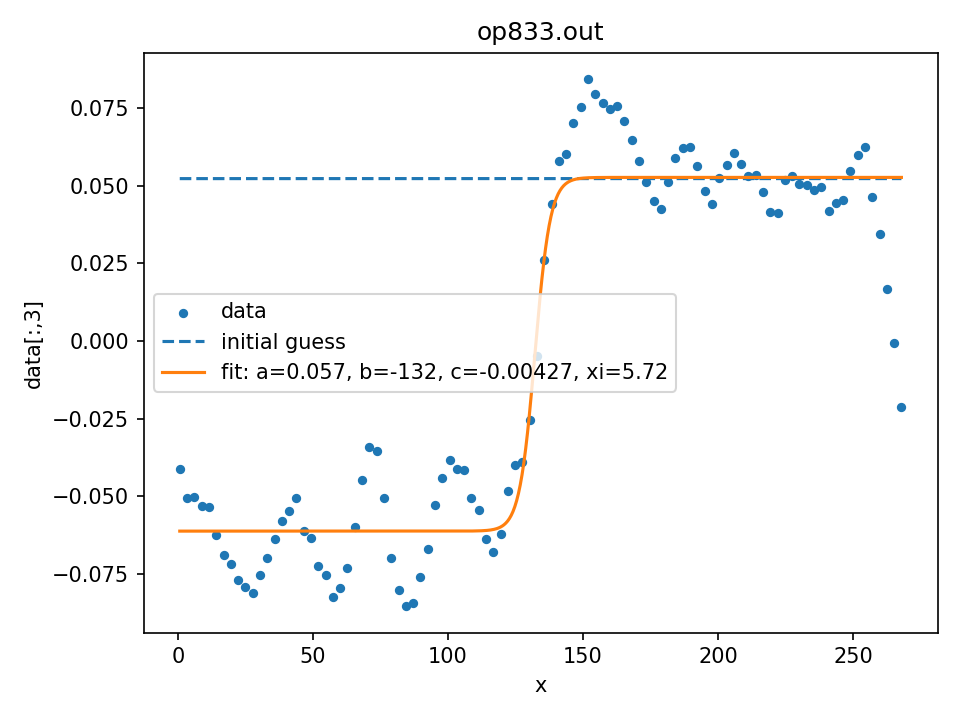 op833.out
data[:,3]
0.075
0.050
0.025
0.000
−0.025
−0.050
−0.075
data
initial guess
fit: a=0.057, b=-132, c=-0.00427, xi=5.72
0 50 100 150 200 250
x